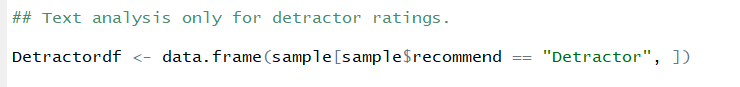 ## Text analysis only for detractor ratings.
Detractordf <- data.frame(sample[sample$recommend == "Detractor", ])